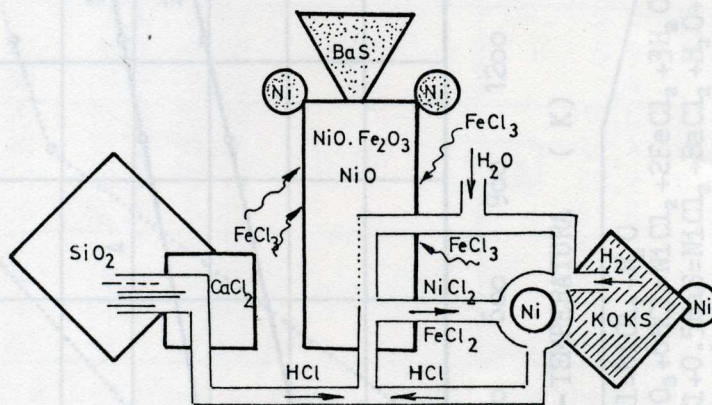 BaS
Ni
Ni
NiO.Fe₂O₃
NiO
FeCl₃
H₂O
FeCl₃
SiO₂
CaCl₂
FeCl₃
H₂
NiCl₂
Ni
KOKS
Ni
FeCl₂
HCl
HCl
1200
( K)